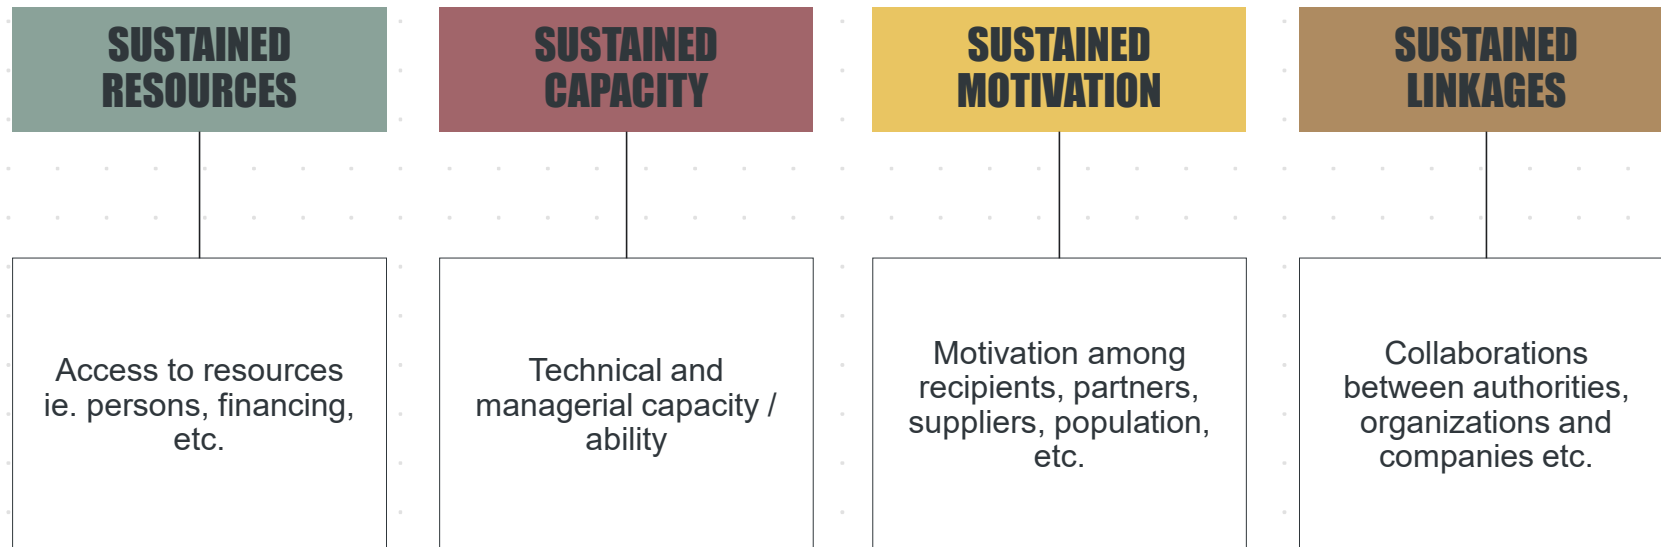 SUSTAINED
RESOURCES
Access to resources
ie. persons, financing,
etc.
SUSTAINED
CAPACITY
Technical and
managerial capacity /
ability
SUSTAINED
MOTIVATION
Motivation among
recipients, partners,
suppliers, population,
etc.
SUSTAINED
LINKAGES
Collaborations
between authorities,
organizations and
companies etc.